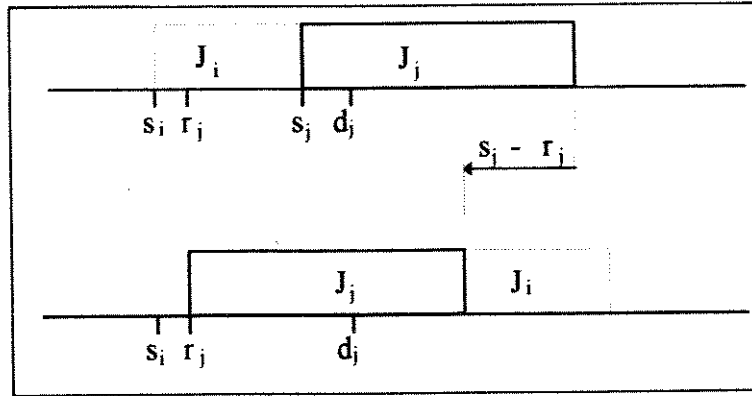 J_i J_j
s_i r_j s_j d_j
s_j - r_j
J_j J_i
s_i r_j d_j